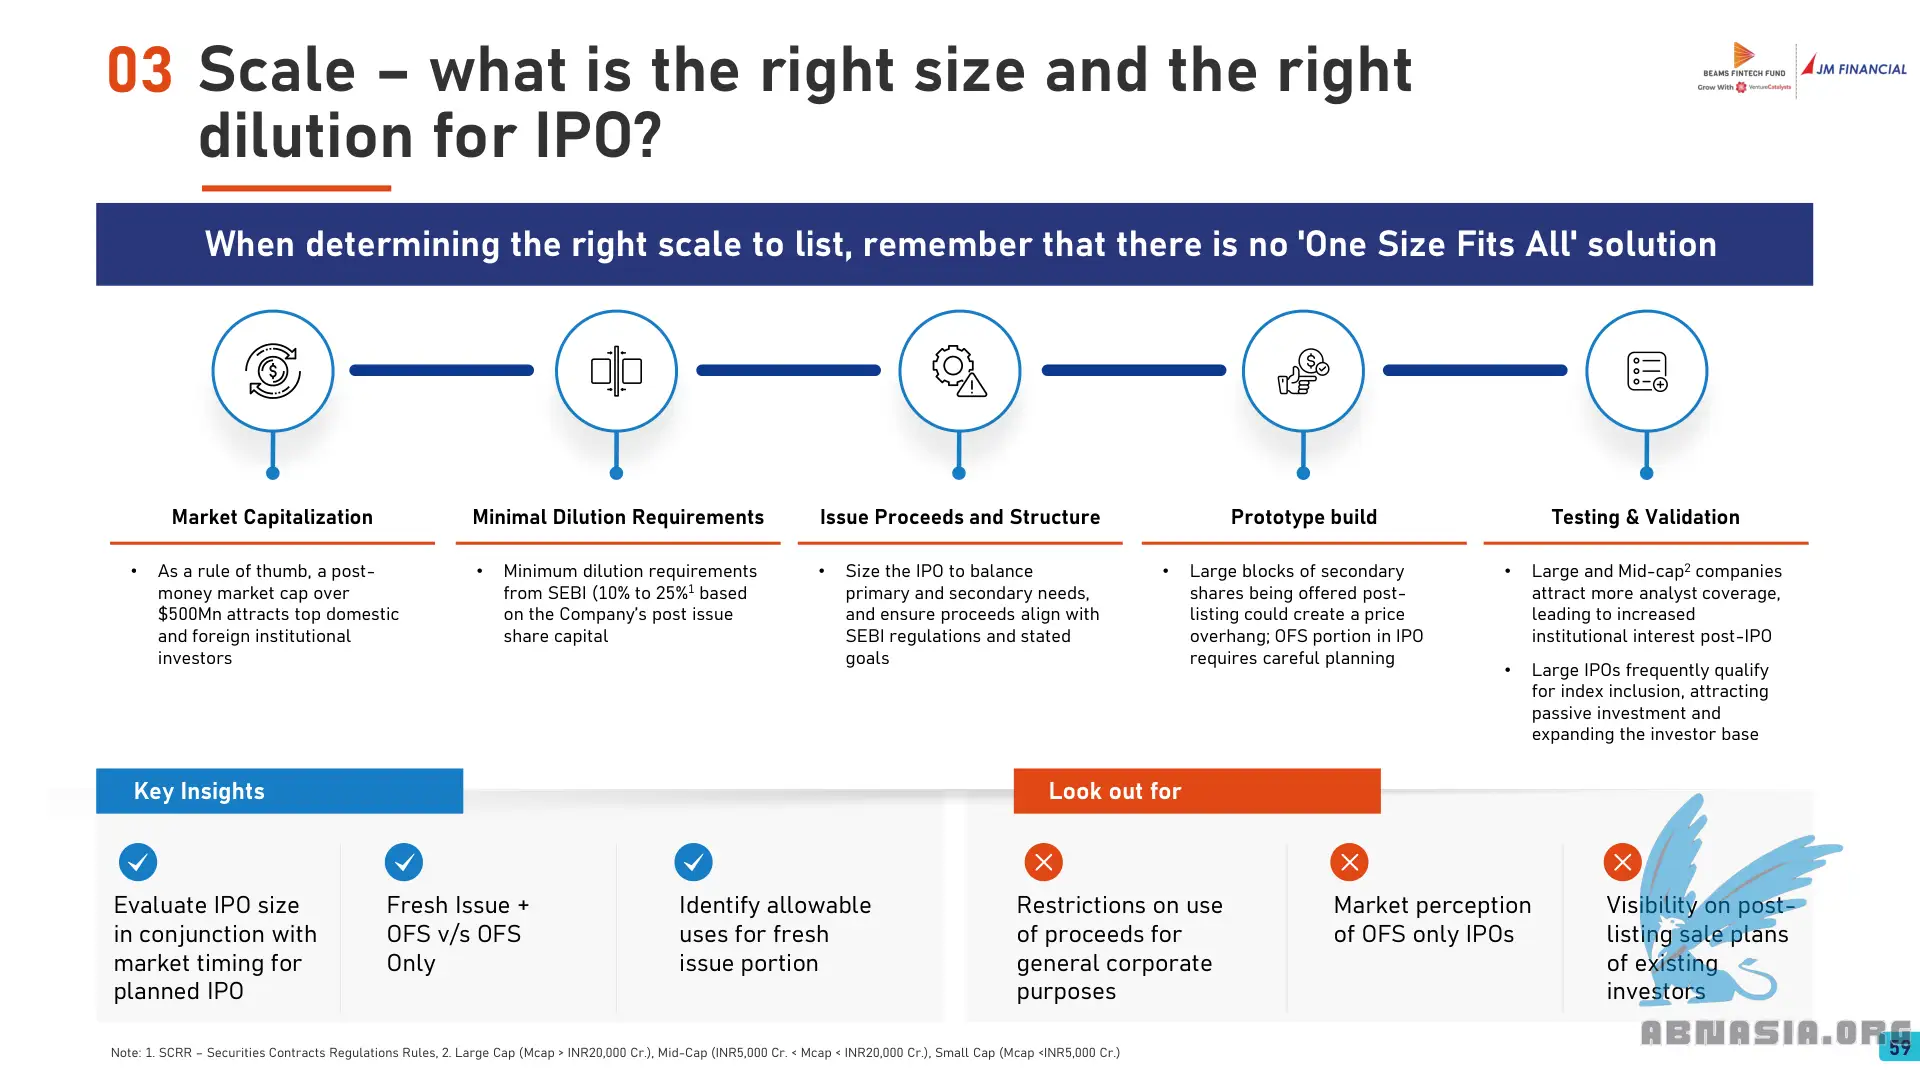 03 Scale – what is the right size and the right
dilution for IPO?
BEAMS FINTECH FUND
Grow With VentureCatalysts
JM FINANCIAL
When determining the right scale to list, remember that there is no 'One Size Fits All' solution
Market Capitalization
• As a rule of thumb, a post-
money market cap over
$500Mn attracts top domestic
and foreign institutional
investors
Minimal Dilution Requirements
• Minimum dilution requirements
from SEBI (10% to 25%¹ based
on the Company's post issue
share capital
Issue Proceeds and Structure
• Size the IPO to balance
primary and secondary needs,
and ensure proceeds align with
SEBI regulations and stated
goals
Prototype build
• Large blocks of secondary
shares being offered post-
listing could create a price
overhang; OFS portion in IPO
requires careful planning
Testing & Validation
• Large and Mid-cap² companies
attract more analyst coverage,
leading to increased
institutional interest post-IPO
• Large IPOs frequently qualify
for index inclusion, attracting
passive investment and
expanding the investor base
Key Insights
Evaluate IPO size
in conjunction with
market timing for
planned IPO
Fresh Issue +
OFS v/s OFS
Only
Identify allowable
uses for fresh
issue portion
Look out for
Restrictions on use
of proceeds for
general corporate
purposes
Market perception
of OFS only IPOs
Visibility on post-
listing sale plans
of existing
investors
ABMASIA.ORG
Note: 1. SCRR – Securities Contracts Regulations Rules, 2. Large Cap (Mcap > INR20,000 Cr.), Mid-Cap (INR5,000 Cr. < Mcap < INR20,000 Cr.), Small Cap (Mcap <INR5,000 Cr.)
59